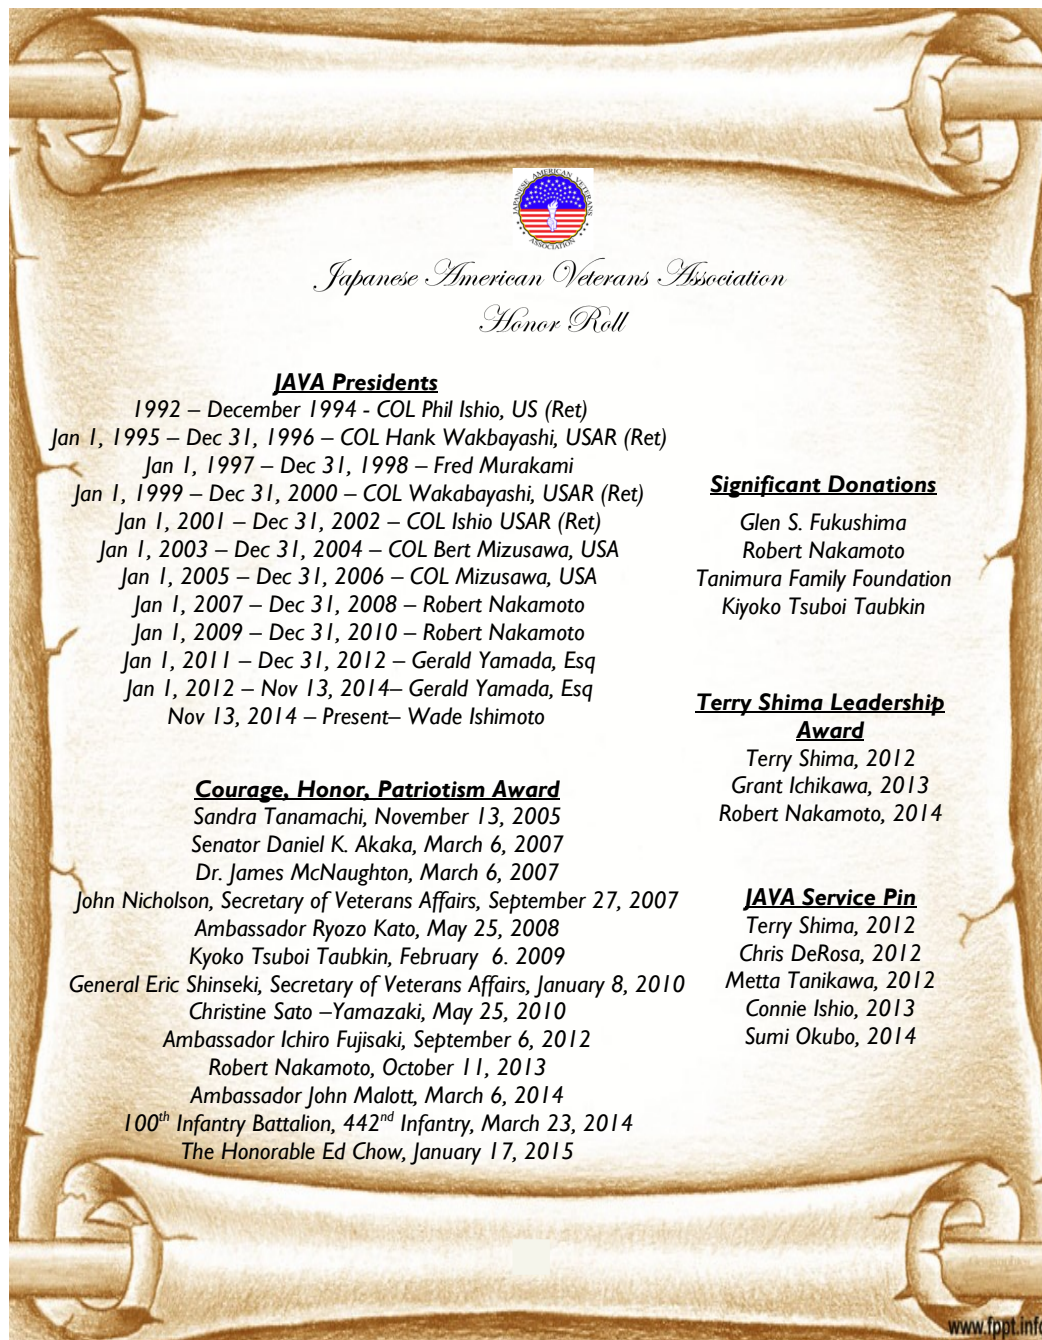 JAPANESE AMERICAN VETERANS
ASSOCIATION
Japanese American Veterans Association
Honor Roll
JAVA Presidents
1992 – December 1994 - COL Phil Ishio, US (Ret)
Jan 1, 1995 – Dec 31, 1996 – COL Hank Wakbayashi, USAR (Ret)
Jan 1, 1997 – Dec 31, 1998 – Fred Murakami
Jan 1, 1999 – Dec 31, 2000 – COL Wakabayashi, USAR (Ret)
Jan 1, 2001 – Dec 31, 2002 – COL Ishio USAR (Ret)
Jan 1, 2003 – Dec 31, 2004 – COL Bert Mizusawa, USA
Jan 1, 2005 – Dec 31, 2006 – COL Mizusawa, USA
Jan 1, 2007 – Dec 31, 2008 – Robert Nakamoto
Jan 1, 2009 – Dec 31, 2010 – Robert Nakamoto
Jan 1, 2011 – Dec 31, 2012 – Gerald Yamada, Esq
Jan 1, 2012 – Nov 13, 2014– Gerald Yamada, Esq
Nov 13, 2014 – Present– Wade Ishimoto
Courage, Honor, Patriotism Award
Sandra Tanamachi, November 13, 2005
Senator Daniel K. Akaka, March 6, 2007
Dr. James McNaughton, March 6, 2007
John Nicholson, Secretary of Veterans Affairs, September 27, 2007
Ambassador Ryozo Kato, May 25, 2008
Kyoko Tsuboi Taubkin, February  6. 2009
General Eric Shinseki, Secretary of Veterans Affairs, January 8, 2010
Christine Sato –Yamazaki, May 25, 2010
Ambassador Ichiro Fujisaki, September 6, 2012
Robert Nakamoto, October 11, 2013
Ambassador John Malott, March 6, 2014
100th Infantry Battalion, 442nd Infantry, March 23, 2014
The Honorable Ed Chow, January 17, 2015
Significant Donations
Glen S. Fukushima
Robert Nakamoto
Tanimura Family Foundation
Kiyoko Tsuboi Taubkin
Terry Shima Leadership
Award
Terry Shima, 2012
Grant Ichikawa, 2013
Robert Nakamoto, 2014
JAVA Service Pin
Terry Shima, 2012
Chris DeRosa, 2012
Metta Tanikawa, 2012
Connie Ishio, 2013
Sumi Okubo, 2014
www.fppt.info